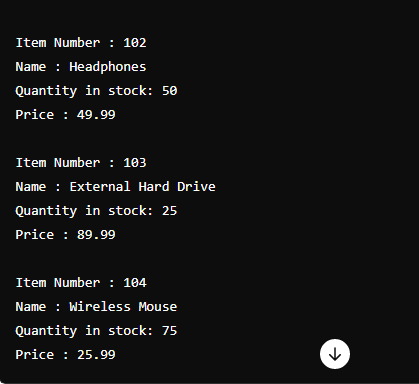 Item Number : 102
Name : Headphones
Quantity in stock: 50
Price : 49.99
Item Number : 103
Name : External Hard Drive
Quantity in stock: 25
Price : 89.99
Item Number : 104
Name : Wireless Mouse
Quantity in stock: 75
Price : 25.99